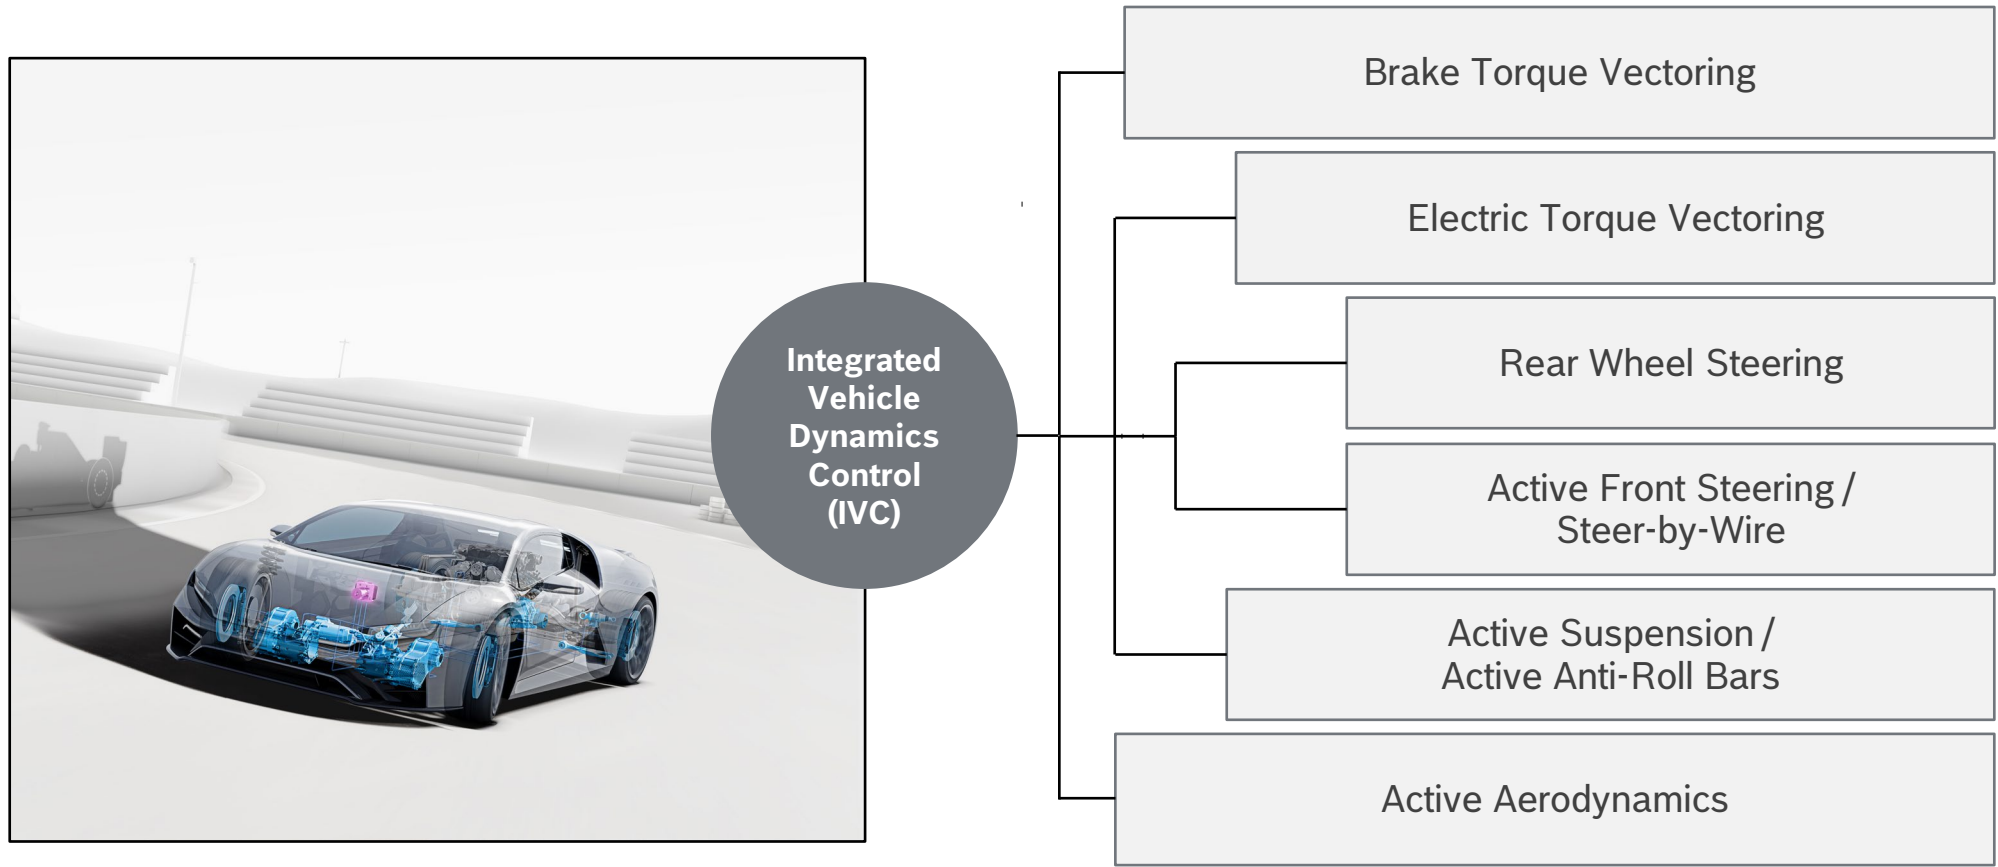 Integrated
Vehicle
Dynamics
Control
(IVC)
Brake Torque Vectoring
Electric Torque Vectoring
Rear Wheel Steering
Active Front Steering /
Steer-by-Wire
Active Suspension /
Active Anti-Roll Bars
Active Aerodynamics